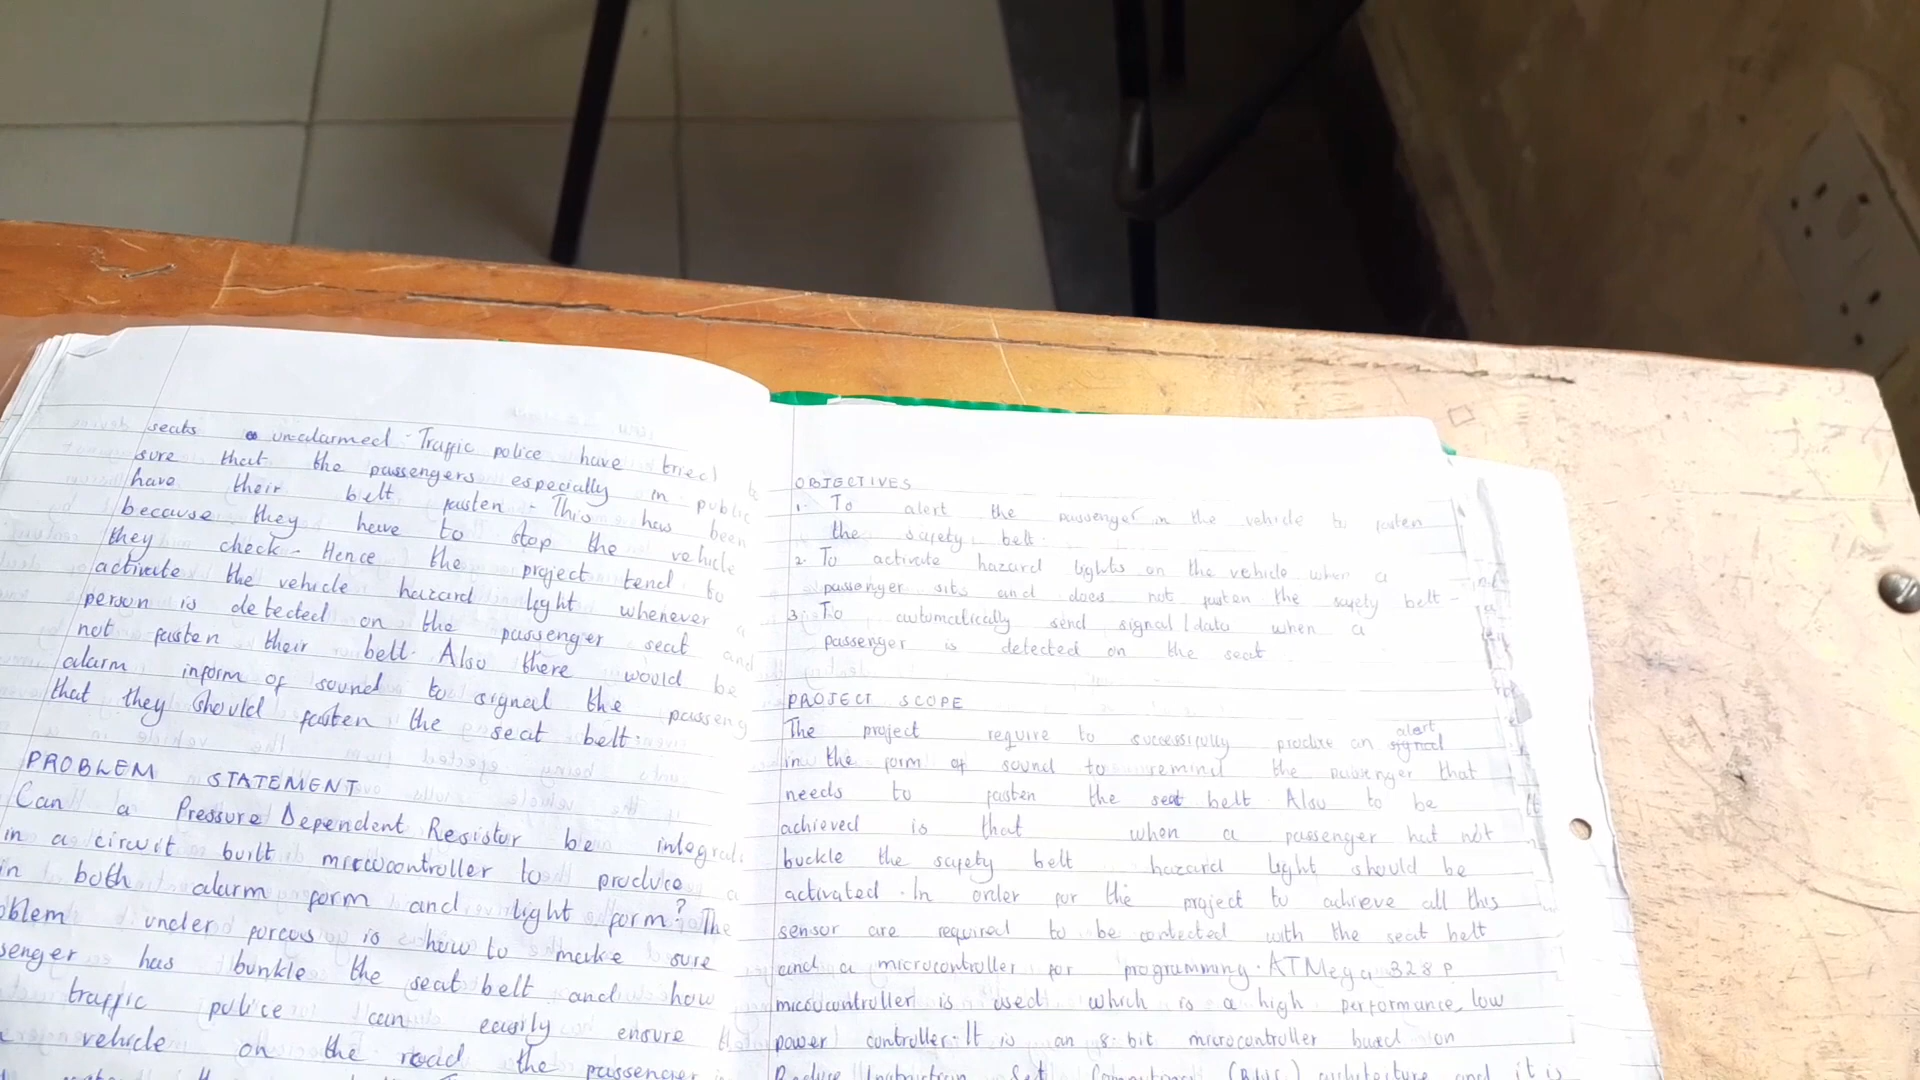 seats unalarmed. Traffic police have tried
sure that the passengers especially in public
have their belt fasten - This has been
because they have to stop the vehicle
they check - Hence the project tend to
activate the vehicle hazard light whenever a
person is detected on the passenger seat and
not fasten their belt. Also there would be
alarm inform of sound to signal the passeng
that they should fasten the seat belt.
PROBLEM STATEMENT
Can a Pressure Dependent Resistor be integrat
in a circuit built microcontroller to produce a
in both alarm form and light form? The
oblem under porcus is how to make sure
senger has bunkle the seat belt and how
traffic police can easily ensure
vehicle on the road the passenger
OBJECTIVES
1. To alert the passenger in the vehicle to fasten
the safety belt.
2. To activate hazard lights on the vehicle when a
passenger sits and does not fasten the safety belt -
3. To automatically send signal / data when a
passenger is detected on the seat
PROJECT SCOPE
alert
The project require to successfully produce an signal
in the form of sound to remind the passenger that
needs to fasten the seat belt. Also to be
achieved is that when a passenger hat not
buckle the safety belt hazard light should be
activated. In order for the project to achieve all this
sensor are required to be contected with the seat belt
and a microcontroller for programming. ATMega 328P
microcontroller is used which is a high performance, low
power controller. It is an 8-bit microcontroller based on
Reduce Instruction Set architecture and it is